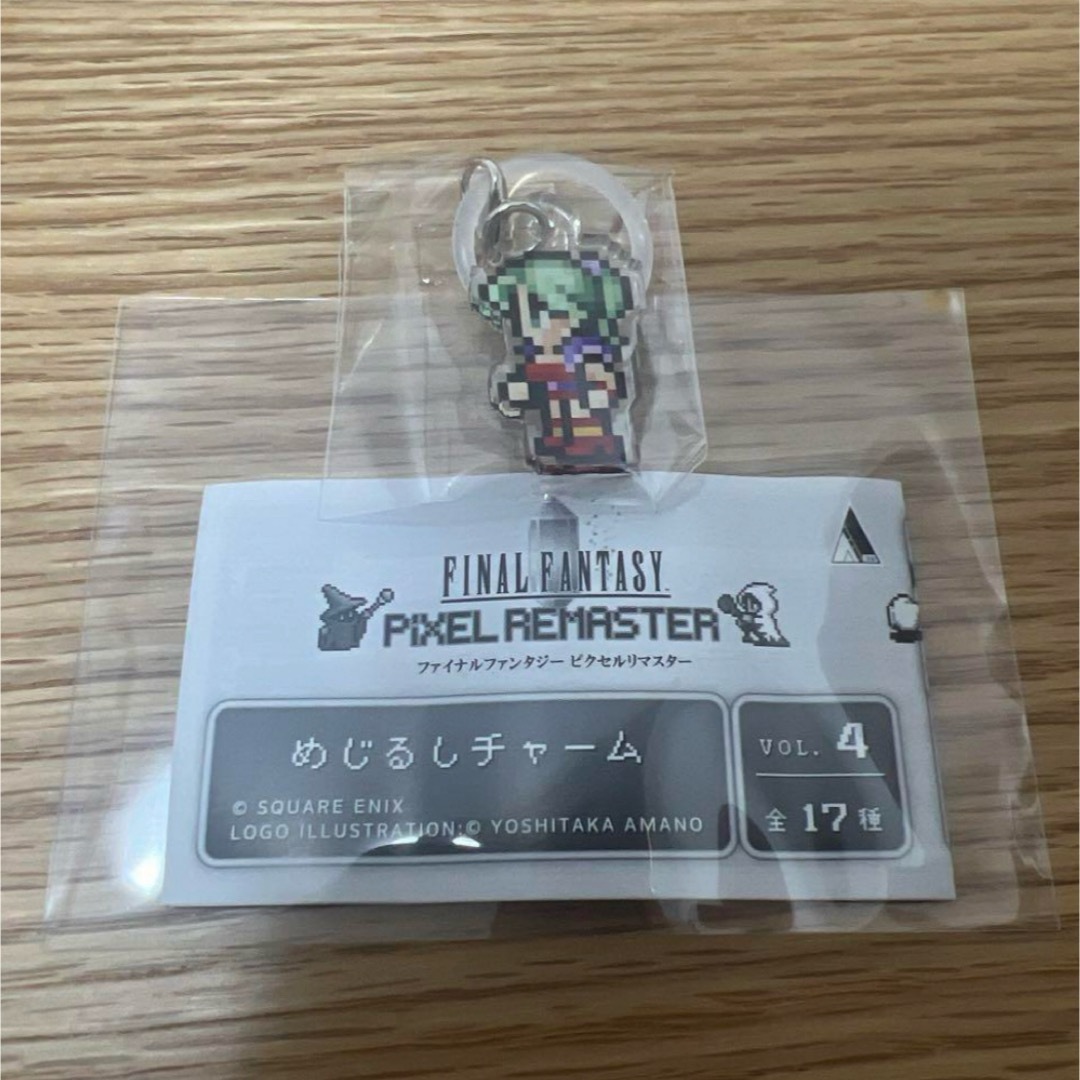 FINAL FANTASY
PIXEL REMASTER
ファイナルファンタジー ピクセルリマスター
めじるしチャーム
© SQUARE ENIX
LOGO ILLUSTRATION:© YOSHITAKA AMANO
VOL. 4
全17種